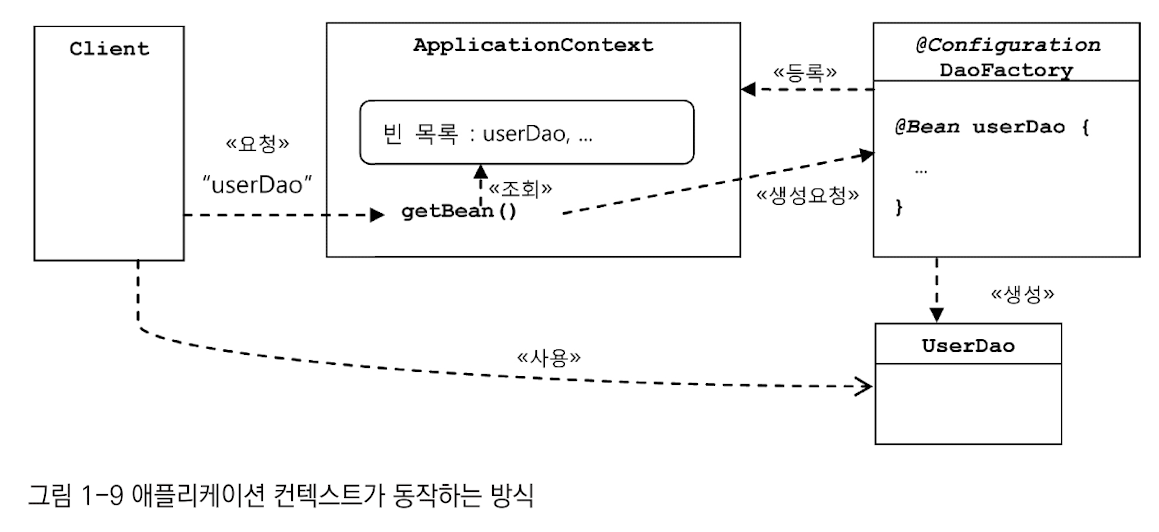 Client
ApplicationContext
@Configuration
DaoFactory
«등록»
빈 목록 : userDao, ...
@Bean userDao {
...
}
«요청»
"userDao"
«조회»
getBean()
«생성요청»
«생성»
UserDao
«사용»
그림 1-9 애플리케이션 컨텍스트가 동작하는 방식